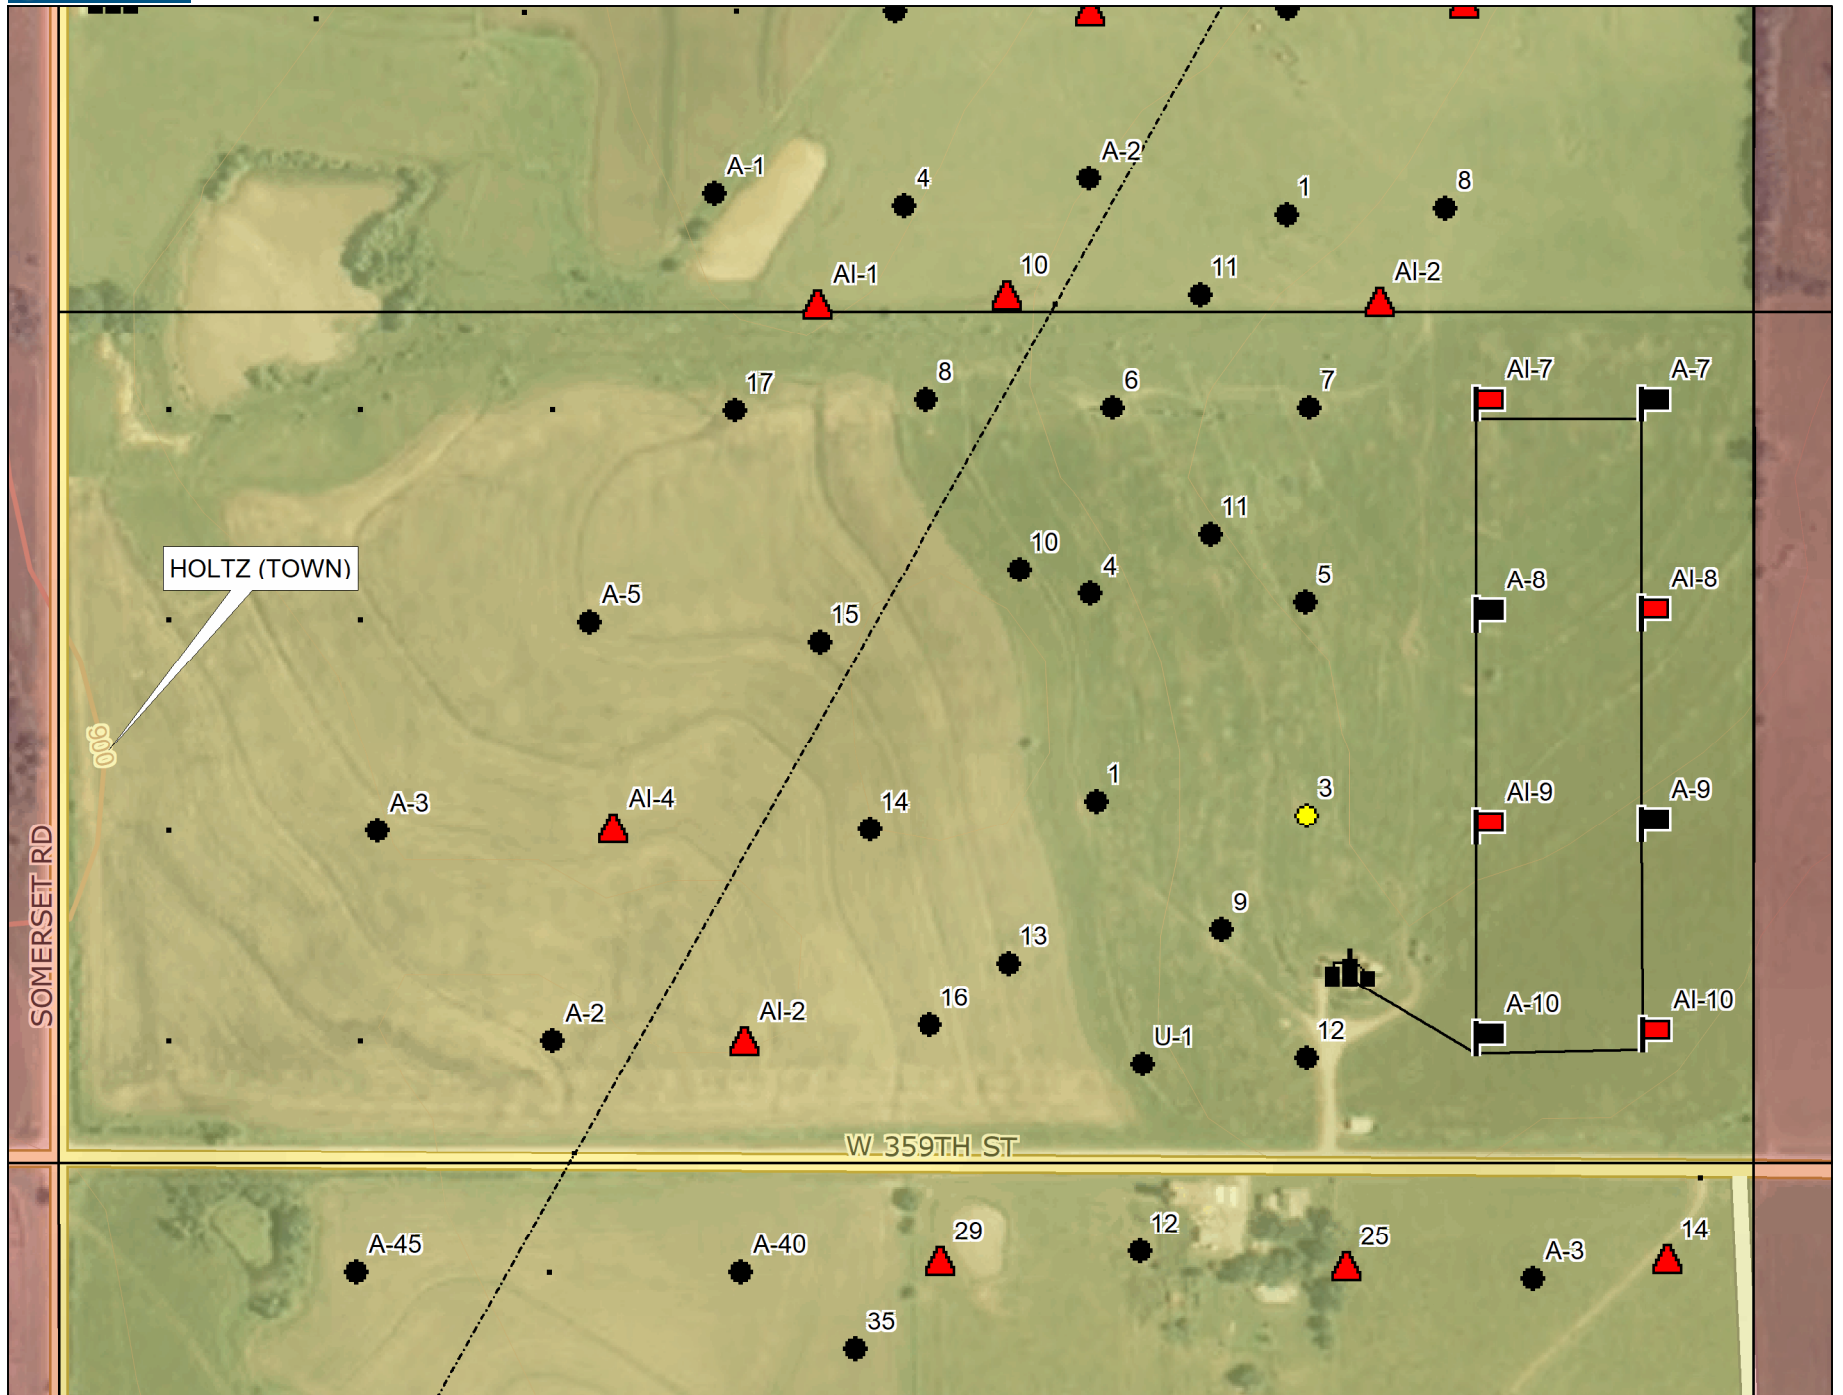 A-1
4
A-2
1
8
AI-1
10
11
AI-2
17
8
6
7
AI-7
A-7
11
10
4
5
A-8
AI-8
HOLTZ (TOWN)
A-5
15
900
A-3
AI-4
14
1
3
AI-9
A-9
SOMERSET RD
9
13
16
A-2
AI-2
U-1
12
A-10
AI-10
W 359TH ST
A-45
A-40
29
12
25
A-3
14
35